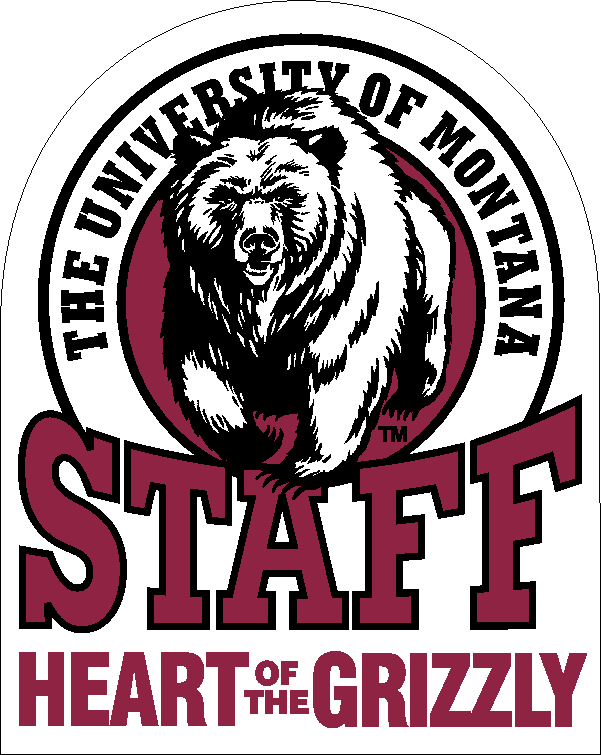 THE UNIVERSITY OF MONTANA
TM
STAFF
HEART OF THE GRIZZLY